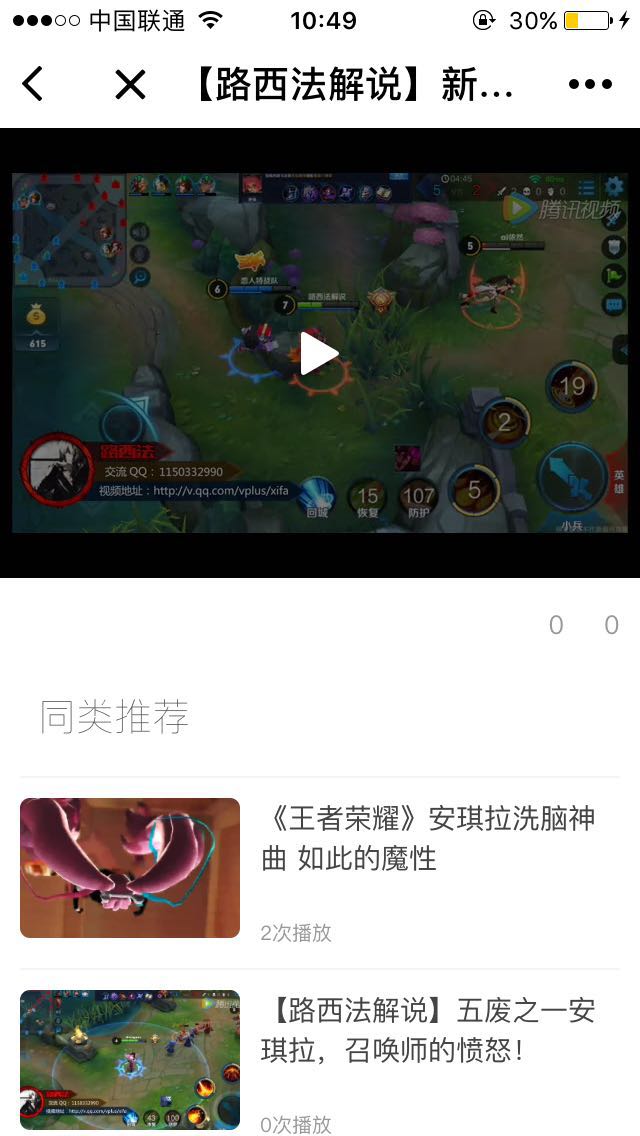 中国联通
10:49
30%
【路西法解说】新...
04:45
5
2
腾讯视频
5
ai依然
6
恋人特战队
7
路西法解说
615
19
2
路西法
交流 QQ：1150332990
视频地址：http://v.qq.com/vplus/xifa
回城
15
恢复
107
防护
5
英雄
小兵
0 0
同类推荐
《王者荣耀》安琪拉洗脑神
曲 如此的魔性
2次播放
【路西法解说】五废之一安
琪拉，召唤师的愤怒！
0次播放